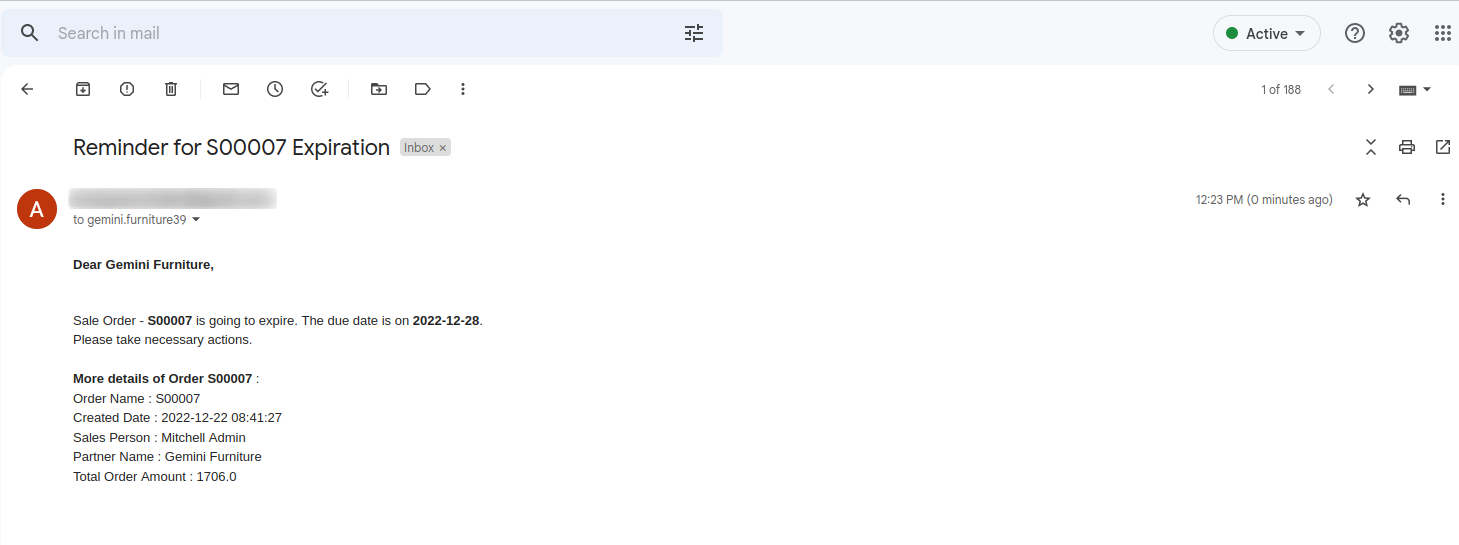 Search in mail
Active
1 of 188
Reminder for S00007 Expiration
Inbox ×
A
12:23 PM (0 minutes ago)
to gemini.furniture39
Dear Gemini Furniture,
Sale Order - S00007 is going to expire. The due date is on 2022-12-28.
Please take necessary actions.
More details of Order S00007 :
Order Name : S00007
Created Date : 2022-12-22 08:41:27
Sales Person : Mitchell Admin
Partner Name : Gemini Furniture
Total Order Amount : 1706.0